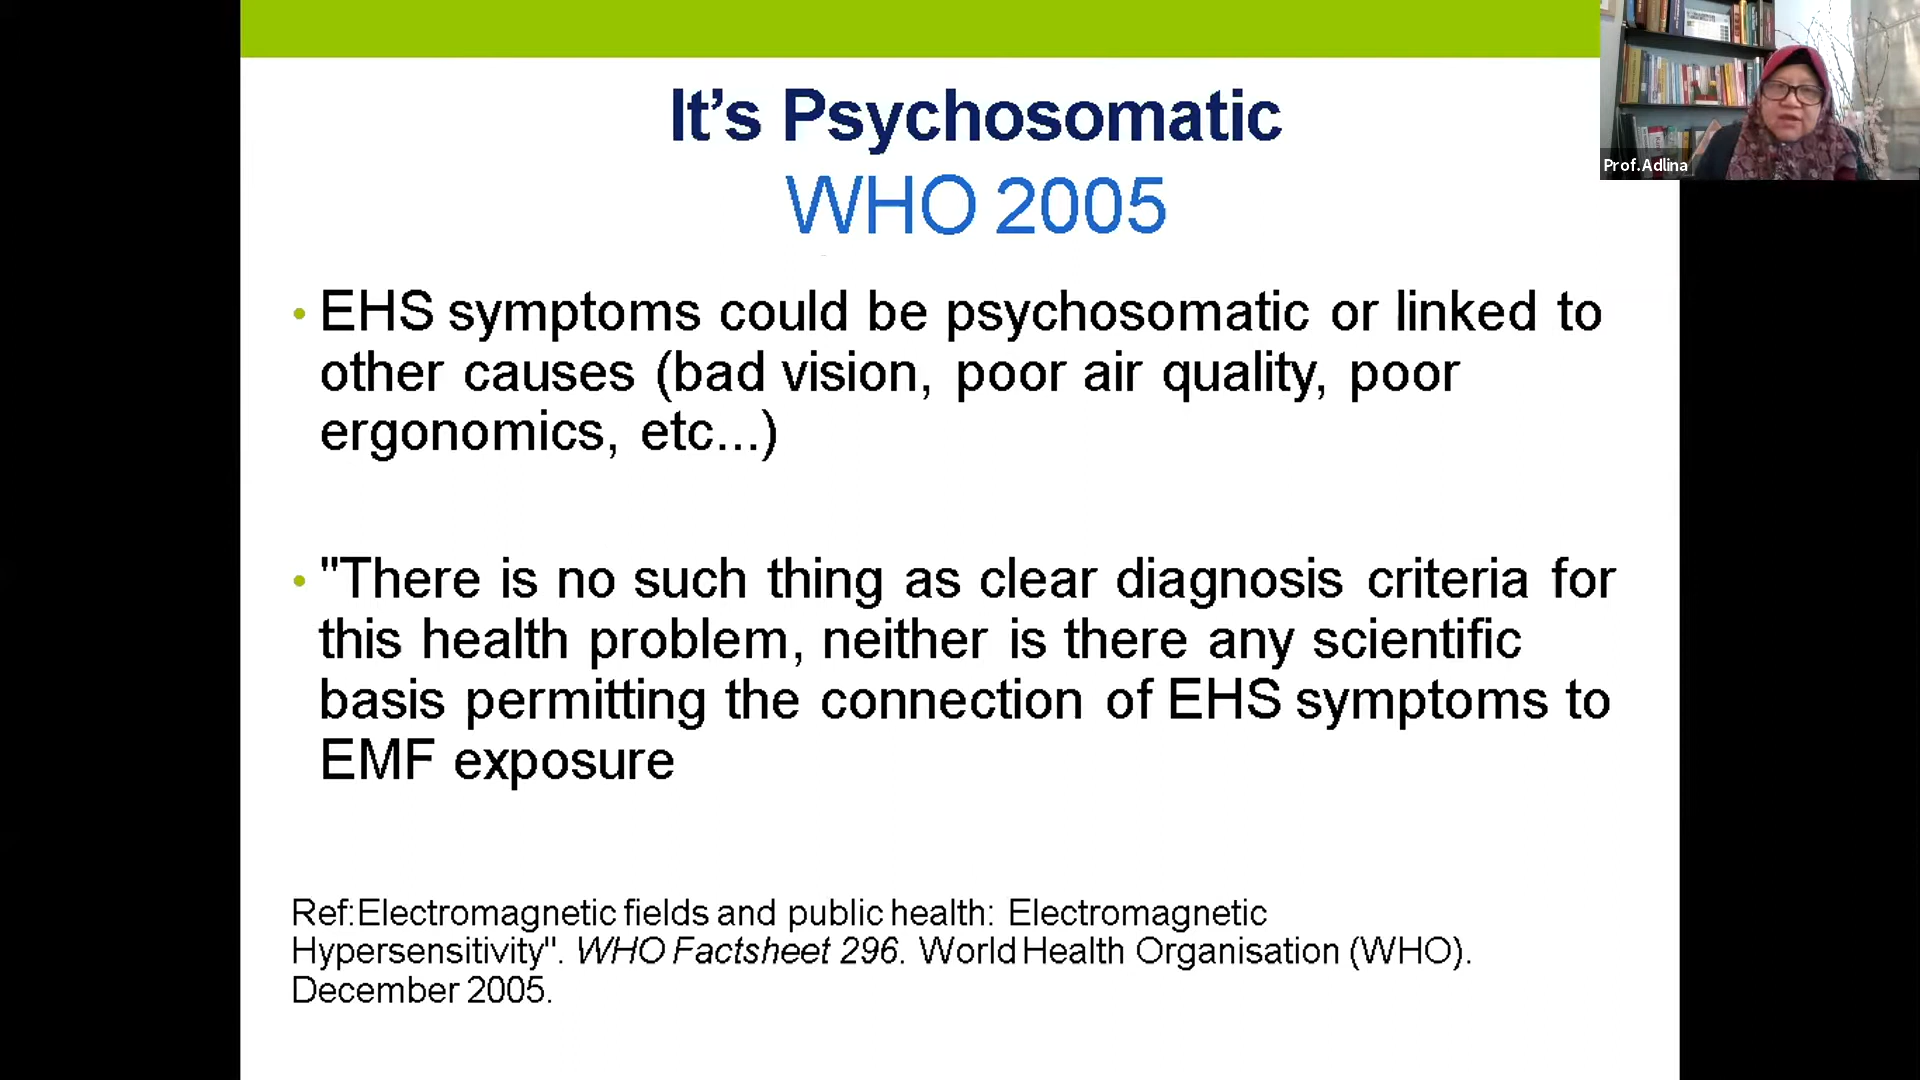 It’s Psychosomatic
WHO 2005
• EHS symptoms could be psychosomatic or linked to
other causes (bad vision, poor air quality, poor
ergonomics, etc...)
• "There is no such thing as clear diagnosis criteria for
this health problem, neither is there any scientific
basis permitting the connection of EHS symptoms to
EMF exposure
Ref:Electromagnetic fields and public health: Electromagnetic
Hypersensitivity". WHO Factsheet 296. World Health Organisation (WHO).
December 2005.
Prof.Adlina